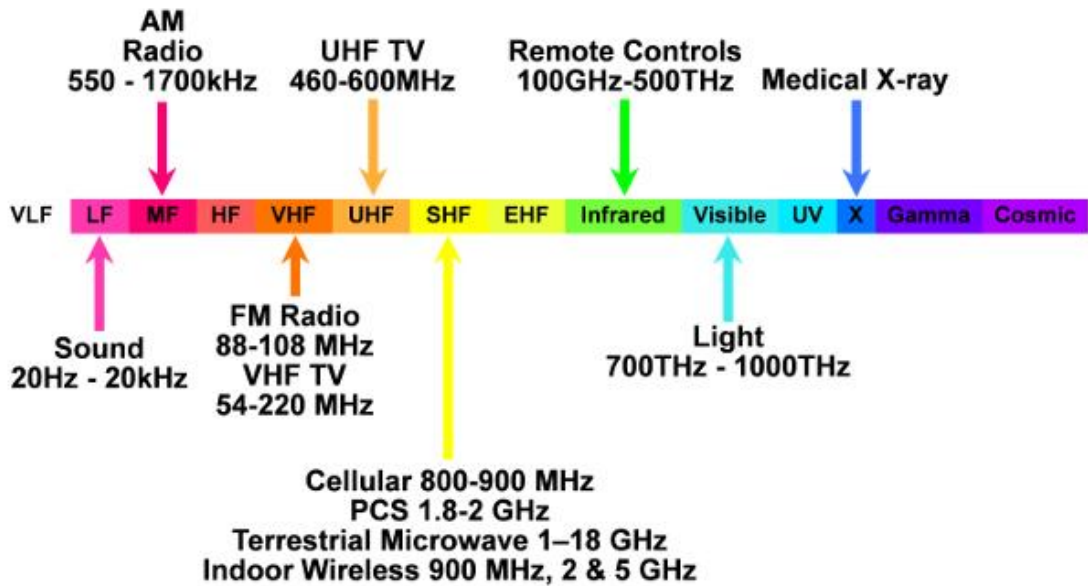 AM
Radio
550 - 1700kHz
UHF TV
460-600MHz
Remote Controls
100GHz-500THz
Medical X-ray
VLF LF MF HF VHF UHF SHF EHF Infrared Visible UV X Gamma Cosmic
Sound
20Hz - 20kHz
FM Radio
88-108 MHz
VHF TV
54-220 MHz
Light
700THz - 1000THz
Cellular 800-900 MHz
PCS 1.8-2 GHz
Terrestrial Microwave 1–18 GHz
Indoor Wireless 900 MHz, 2 & 5 GHz